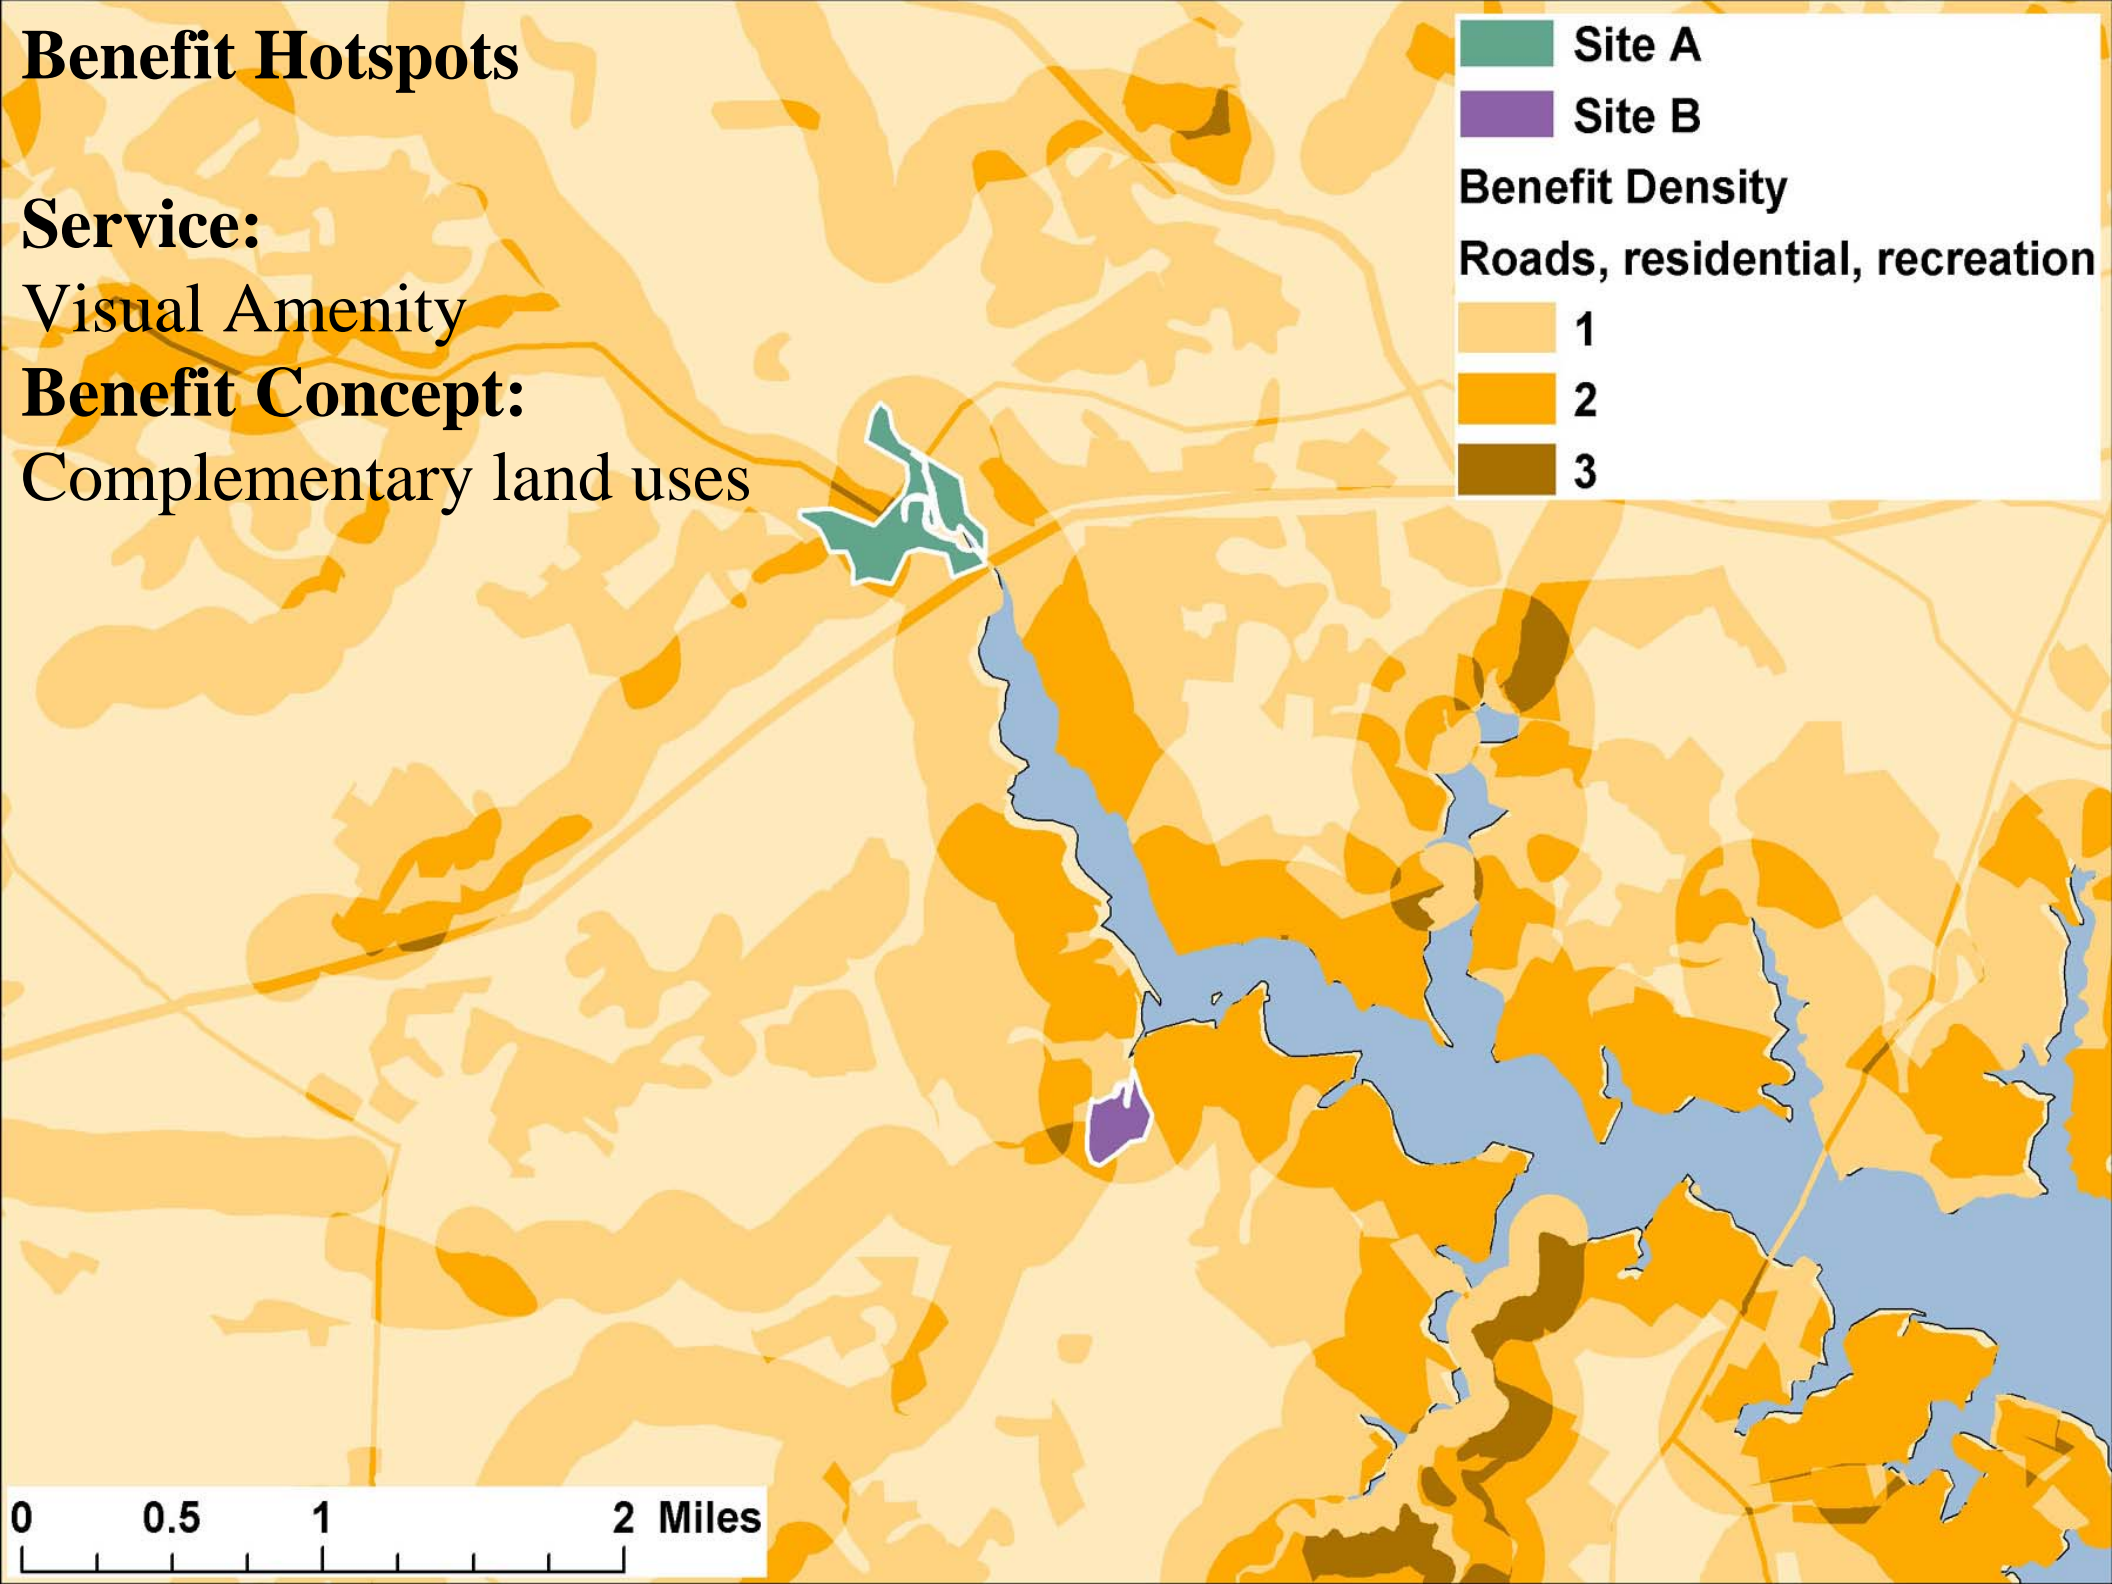 Benefit Hotspots
Service:
Visual Amenity
Benefit Concept:
Complementary land uses
Site A
Site B
Benefit Density
Roads, residential, recreation
1
2
3
0 0.5 1 2 Miles